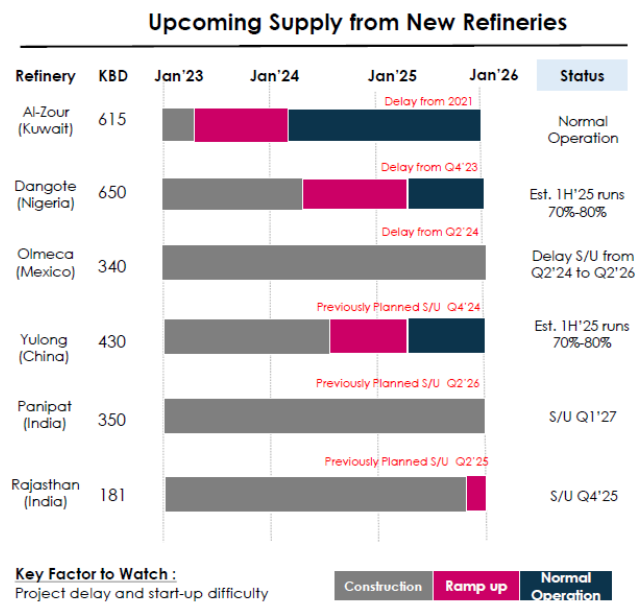 Upcoming Supply from New Refineries
Refinery KBD Jan'23 Jan'24 Jan'25 Jan'26 Status
Delay from 2021
Al-Zour
(Kuwait)
615
Normal
Operation
Delay from Q4'23
Dangote
(Nigeria)
650
Est. 1H'25 runs
70%-80%
Delay from Q2'24
Olmeca
(Mexico)
340
Delay S/U from
Q2'24 to Q2'26
Previously Planned S/U Q4'24
Yulong
(China)
430
Est. 1H'25 runs
70%-80%
Previously Planned S/U Q2'26
Panipat
(India)
350
S/U Q1'27
Previously Planned S/U Q2'25
Rajasthan
(India)
181
S/U Q4'25
Key Factor to Watch :
Project delay and start-up difficulty
Construction
Ramp up
Normal
Operation